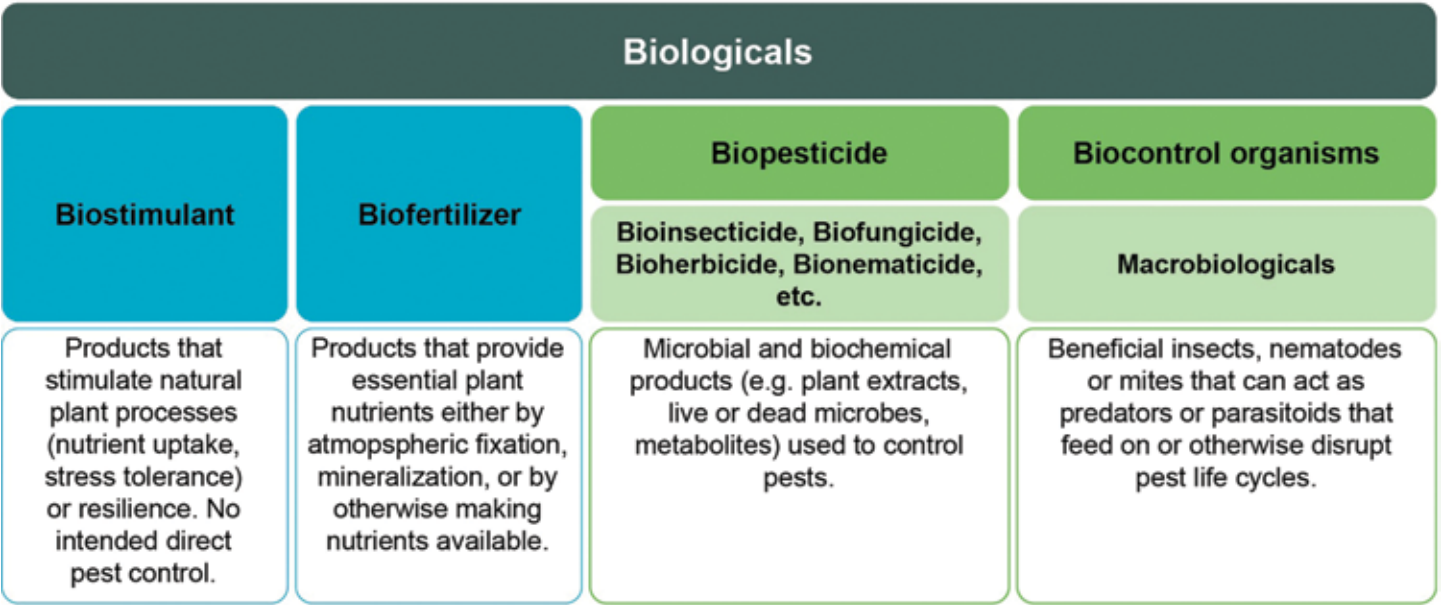 Biologicals
Biostimulant
Biofertilizer
Biopesticide
Biocontrol organisms
Bioinsecticide, Biofungicide,
Bioherbicide, Bionematicide,
etc.
Macrobiologicals
Products that
stimulate natural
plant processes
(nutrient uptake,
stress tolerance)
or resilience. No
intended direct
pest control.
Products that provide
essential plant
nutrients either by
atmopspheric fixation,
mineralization, or by
otherwise making
nutrients available.
Microbial and biochemical
products (e.g. plant extracts,
live or dead microbes,
metabolites) used to control
pests.
Beneficial insects, nematodes
or mites that can act as
predators or parasitoids that
feed on or otherwise disrupt
pest life cycles.